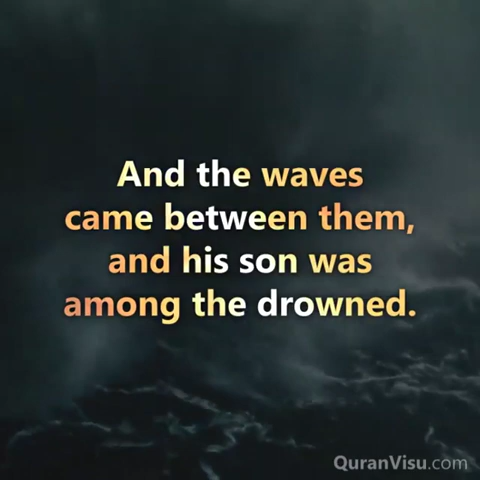 And the waves
came between them,
and his son was
among the drowned.
QuranVisu.com